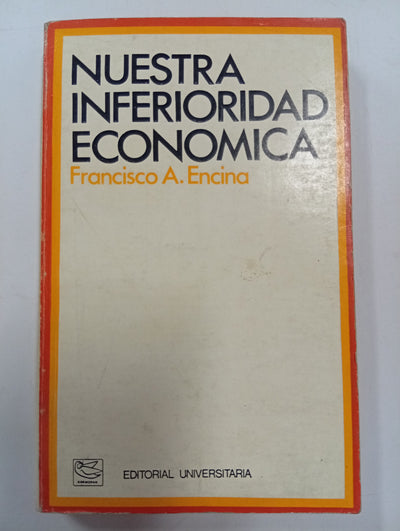 NUESTRA
INFERIORIDAD
ECONOMICA
Francisco A. Encina
EDITORIAL UNIVERSITARIA